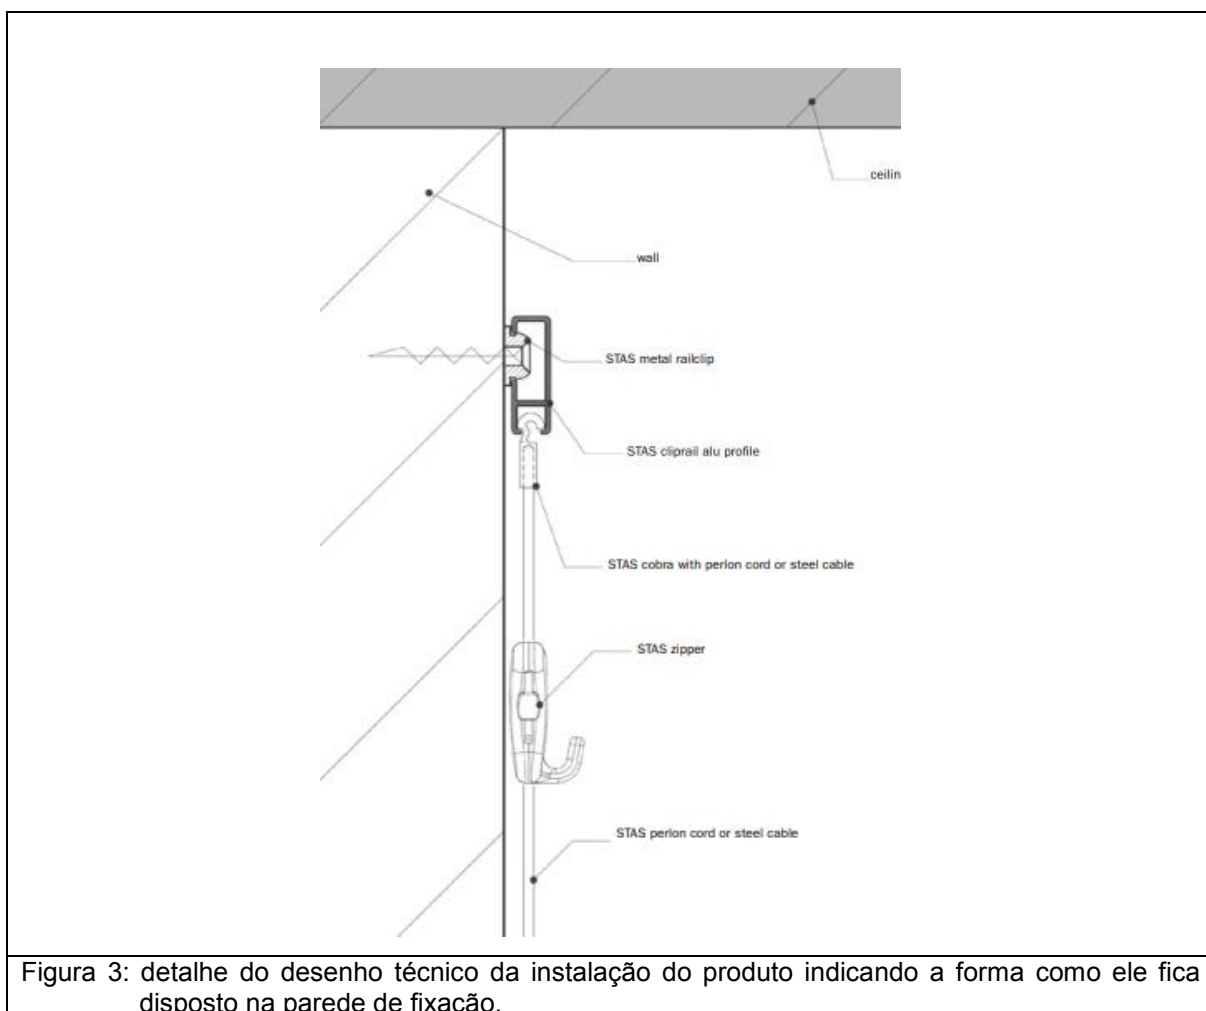 ceilin
wall
STAS metal railclip
STAS cliprail alu profile
STAS cobra with perlon cord or steel cable
STAS zipper
STAS perlon cord or steel cable
Figura 3: detalhe do desenho técnico da instalação do produto indicando a forma como ele fica
disposto na parede de fixação.